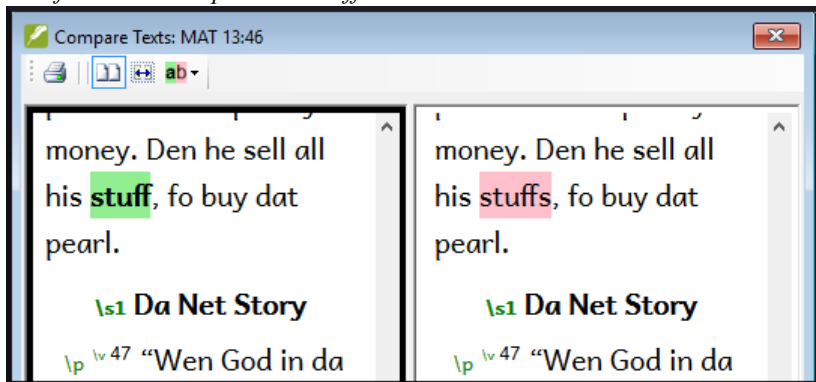 Compare Texts: MAT 13:46
ab
money. Den he sell all
his stuff, fo buy dat
pearl.
\s1 Da Net Story
\p \v 47 “Wen God in da
money. Den he sell all
his stuffs, fo buy dat
pearl.
\s1 Da Net Story
\p \v 47 “Wen God in da